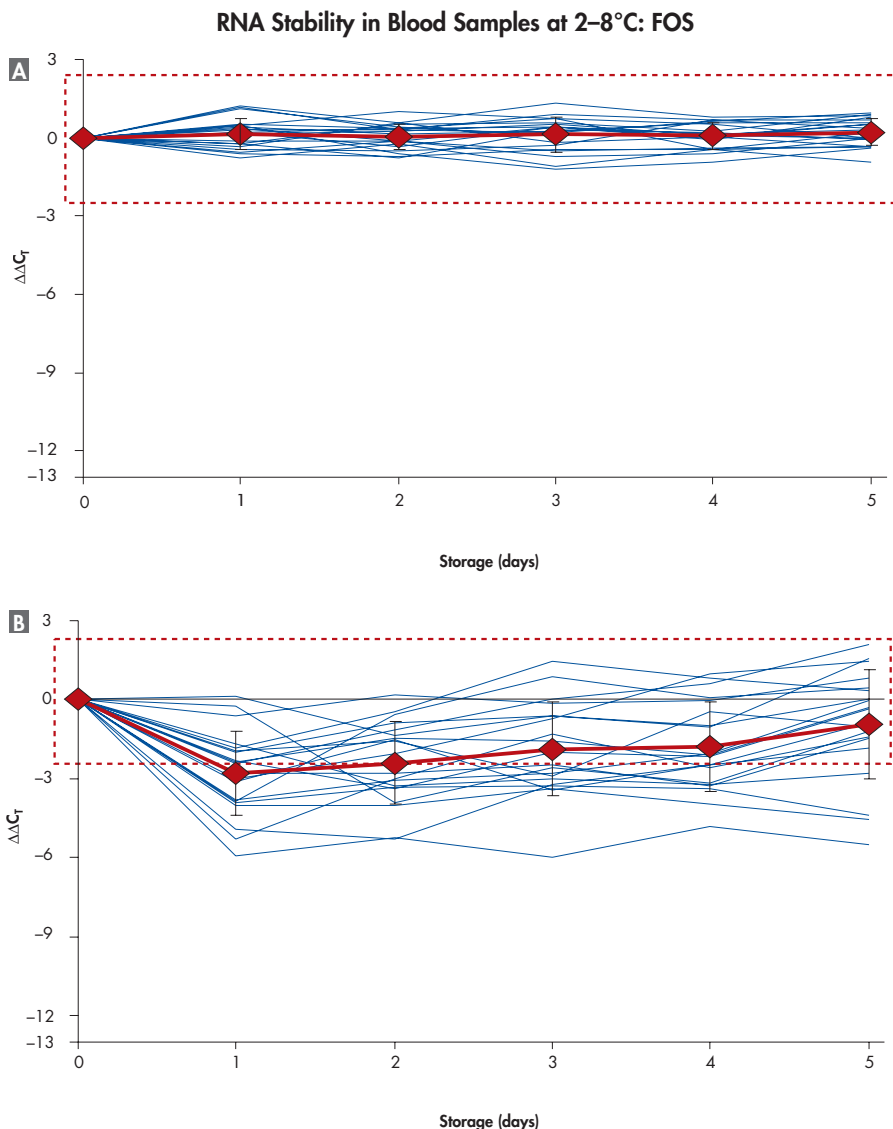 RNA Stability in Blood Samples at 2–8°C: FOS
A
3
0
–3
–6
–9
–12
–13
ΔΔCT
0 1 2 3 4 5
Storage (days)
B
3
0
–3
–6
–9
–12
–13
ΔΔCT
0 1 2 3 4 5
Storage (days)